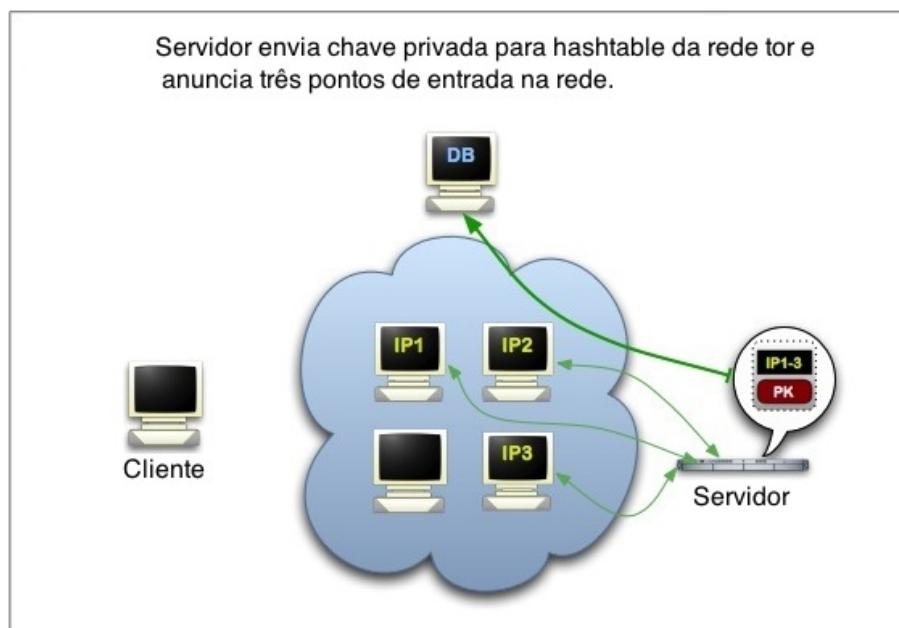 Servidor envia chave privada para hashtable da rede tor e
anuncia três pontos de entrada na rede.
DB
IP1
IP2
IP1-3
PK
IP3
Cliente
Servidor